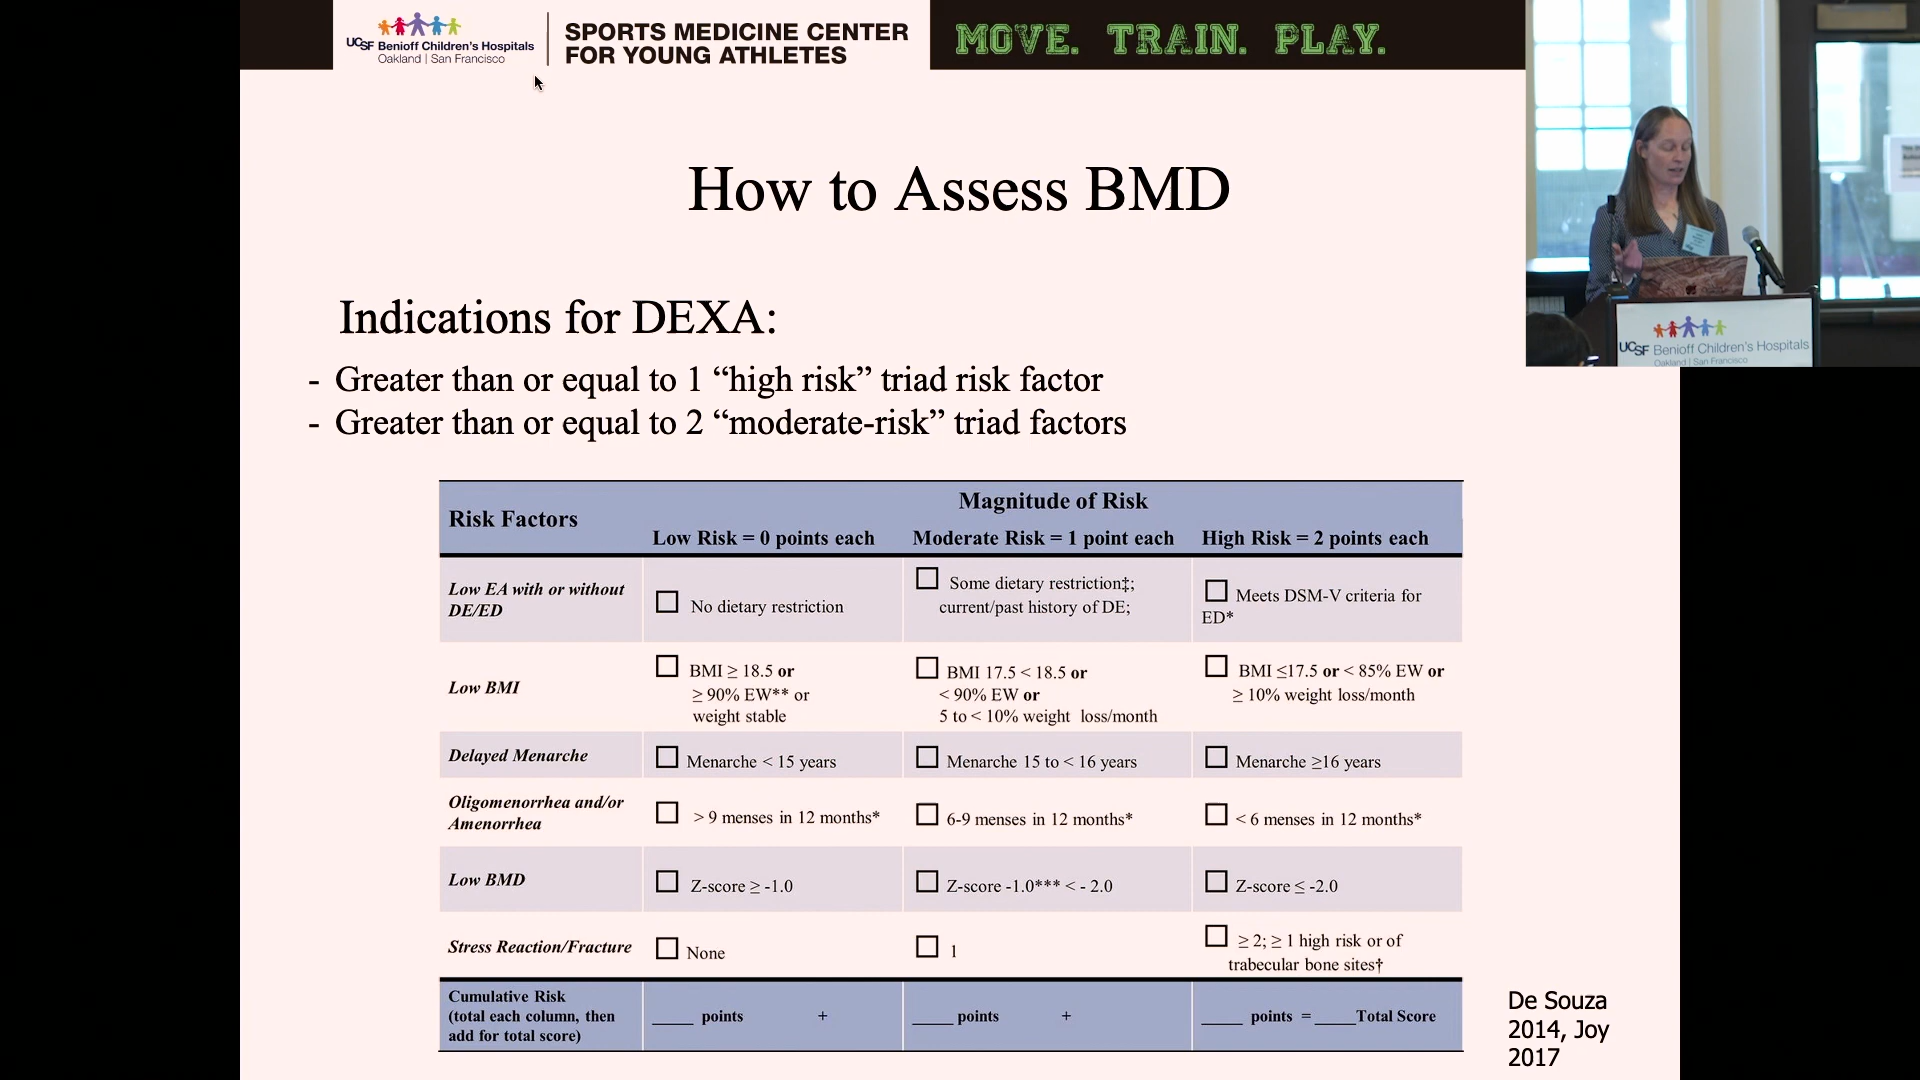 UCSF Benioff Children's Hospitals
Oakland | San Francisco
SPORTS MEDICINE CENTER
FOR YOUNG ATHLETES
MOVE. TRAIN. PLAY.
How to Assess BMD
Indications for DEXA:
- Greater than or equal to 1 “high risk” triad risk factor
- Greater than or equal to 2 “moderate-risk” triad factors
Risk Factors
Magnitude of Risk
Low Risk = 0 points each
Moderate Risk = 1 point each
High Risk = 2 points each
Low EA with or without
DE/ED
No dietary restriction
Some dietary restriction‡;
current/past history of DE;
Meets DSM-V criteria for
ED*
Low BMI
BMI ≥ 18.5 or
≥ 90% EW** or
weight stable
BMI 17.5 < 18.5 or
< 90% EW or
5 to < 10% weight loss/month
BMI ≤17.5 or < 85% EW or
≥ 10% weight loss/month
Delayed Menarche
Menarche < 15 years
Menarche 15 to < 16 years
Menarche ≥16 years
Oligomenorrhea and/or
Amenorrhea
> 9 menses in 12 months*
6-9 menses in 12 months*
< 6 menses in 12 months*
Low BMD
Z-score ≥ -1.0
Z-score -1.0*** < - 2.0
Z-score ≤ -2.0
Stress Reaction/Fracture
None
1
≥ 2; ≥ 1 high risk or of
trabecular bone sites†
Cumulative Risk
(total each column, then
add for total score)
_____ points +
_____ points +
_____ points = _____Total Score
De Souza
2014, Joy
2017
UCSF Benioff Children's Hospitals
Oakland | San Francisco